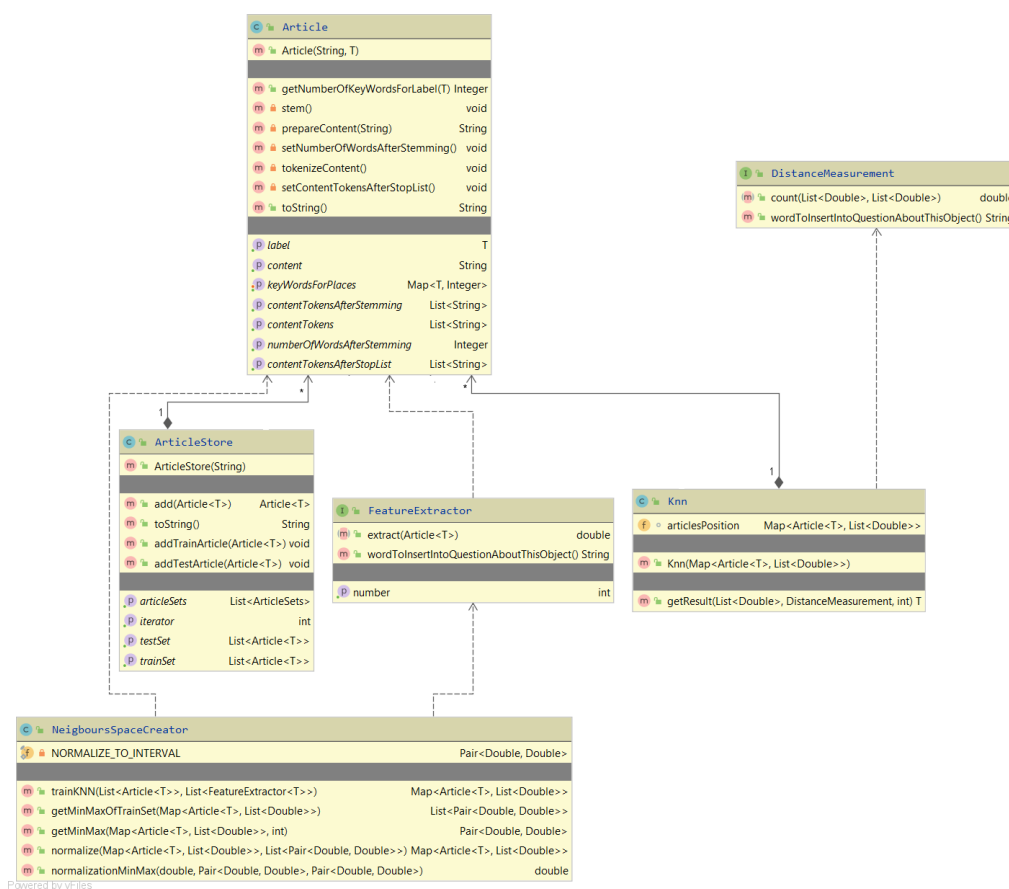 Article
Article(String, T)
getNumberOfKeyWordsForLabel(T) Integer
stem() void
prepareContent(String) String
setNumberOfWordsAfterStemming() void
tokenizeContent() void
setContentTokensAfterStopList() void
toString() String
label T
content String
keyWordsForPlaces Map<T, Integer>
contentTokensAfterStemming List<String>
contentTokens List<String>
numberOfWordsAfterStemming Integer
contentTokensAfterStopList List<String>
DistanceMeasurement
count(List<Double>, List<Double>) doubl
wordToInsertIntoQuestionAboutThisObject() String
* *
1
ArticleStore
ArticleStore(String)
add(Article<T>) Article<T>
toString() String
addTrainArticle(Article<T>) void
addTestArticle(Article<T>) void
articleSets List<ArticleSets>
iterator int
testSet List<Article<T>>
trainSet List<Article<T>>
FeatureExtractor
extract(Article<T>) double
wordToInsertIntoQuestionAboutThisObject() String
number int
1
Knn
articlesPosition Map<Article<T>, List<Double>>
Knn(Map<Article<T>, List<Double>>)
getResult(List<Double>, DistanceMeasurement, int) T
NeigboursSpaceCreator
NORMALIZE_TO_INTERVAL Pair<Double, Double>
trainKNN(List<Article<T>>, List<FeatureExtractor<T>>) Map<Article<T>, List<Double>>
getMinMaxOfTrainSet(Map<Article<T>, List<Double>>) List<Pair<Double, Double>
getMinMax(Map<Article<T>, List<Double>>, int) Pair<Double, Double>
normalize(Map<Article<T>, List<Double>>, List<Pair<Double, Double>>) Map<Article<T>, List<Double>>
normalizationMinMax(double, Pair<Double, Double>, Pair<Double, Double>) double
Powered by yFiles